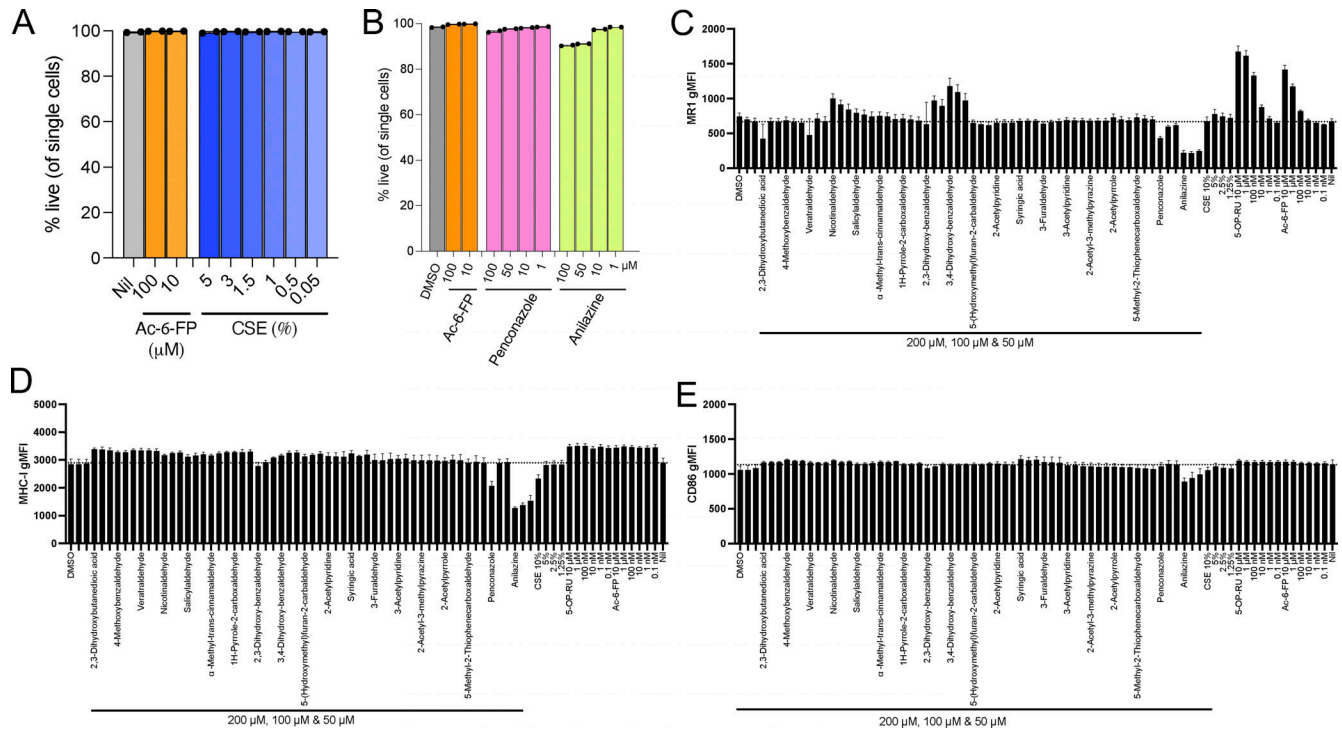 A
% live (of single cells)
100
80
60
40
20
0
Nil
100
10
5
3
1.5
1
0.5
0.05
Ac-6-FP
(µM)
CSE (%)
B
% live (of single cells)
100
80
60
40
20
0
DMSO
100
10
100
50
10
1
100
50
10
1
µM
Ac-6-FP
Penconazole
Anilazine
C
MR1 gMFI
2000
1500
1000
500
0
DMSO
2,3-Dihydroxybutanedioic acid
4-Methoxybenzaldehyde
Veratraldehyde
Nicotinaldehyde
Salicylaldehyde
α -Methyl-trans-cinnamaldehyde
1H-Pyrrole-2-carboxaldehyde
2,3-Dihydroxy-benzaldehyde
3,4-Dihydroxy-benzaldehyde
5-(Hydroxymethyl)furan-2-carbaldehyde
2-Acetylpyridine
Syringic acid
3-Furaldehyde
3-Acetylpyridine
2-Acetyl-3-methylpyrazine
2-Acetylpyrrole
5-Methyl-2-Thiophenecarboxaldehyde
Penconazole
Anilazine
CSE 10%
5%
2.5%
1.25%
5-OP-RU 10 µM
1 µM
100 nM
10 nM
1 nM
0.1 nM
Ac-6-FP 10 µM
1 µM
100 nM
10 nM
1 nM
0.1 nM
Nil
200 µM, 100 µM & 50 µM
D
MHC-I gMFI
5000
4000
3000
2000
1000
0
DMSO
2,3-Dihydroxybutanedioic acid
4-Methoxybenzaldehyde
Veratraldehyde
Nicotinaldehyde
Salicylaldehyde
α -Methyl-trans-cinnamaldehyde
1H-Pyrrole-2-carboxaldehyde
2,3-Dihydroxy-benzaldehyde
3,4-Dihydroxy-benzaldehyde
5-(Hydroxymethyl)furan-2-carbaldehyde
2-Acetylpyridine
Syringic acid
3-Furaldehyde
3-Acetylpyridine
2-Acetyl-3-methylpyrazine
2-Acetylpyrrole
5-Methyl-2-Thiophenecarboxaldehyde
Penconazole
Anilazine
CSE 10%
5%
2.5%
1.25%
5-OP-RU 10 µM
1 µM
100 nM
10 nM
1 nM
0.1 nM
Ac-6-FP 10 µM
1 µM
100 nM
10 nM
1 nM
0.1 nM
Nil
200 µM, 100 µM & 50 µM
E
CD86 gMFI
2000
1500
1000
500
0
DMSO
2,3-Dihydroxybutanedioic acid
4-Methoxybenzaldehyde
Veratraldehyde
Nicotinaldehyde
Salicylaldehyde
α -Methyl-trans-cinnamaldehyde
1H-Pyrrole-2-carboxaldehyde
2,3-Dihydroxy-benzaldehyde
3,4-Dihydroxy-benzaldehyde
5-(Hydroxymethyl)furan-2-carbaldehyde
2-Acetylpyridine
Syringic acid
3-Furaldehyde
3-Acetylpyridine
2-Acetyl-3-methylpyrazine
2-Acetylpyrrole
5-Methyl-2-Thiophenecarboxaldehyde
Penconazole
Anilazine
CSE 10%
5%
2.5%
1.25%
5-OP-RU 10 µM
1 µM
100 nM
10 nM
1 nM
0.1 nM
Ac-6-FP 10 µM
1 µM
100 nM
10 nM
1 nM
0.1 nM
Nil
200 µM, 100 µM & 50 µM